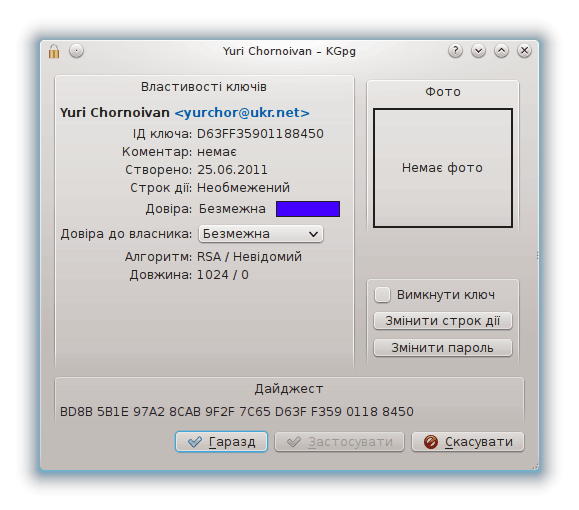 Yuri Chornoivan – KGpg
Властивості ключів
Yuri Chornoivan <yurchor@ukr.net>
ІД ключа: D63FF35901188450
Коментар: немає
Створено: 25.06.2011
Строк дії: Необмежений
Довіра: Безмежна
Довіра до власника: Безмежна
Алгоритм: RSA / Невідомий
Довжина: 1024 / 0
Фото
Немає фото
Вимкнути ключ
Змінити строк дії
Змінити пароль
Дайджест
BD8B 5B1E 97A2 8CAB 9F2F 7C65 D63F F359 0118 8450
Гаразд
Застосувати
Скасувати